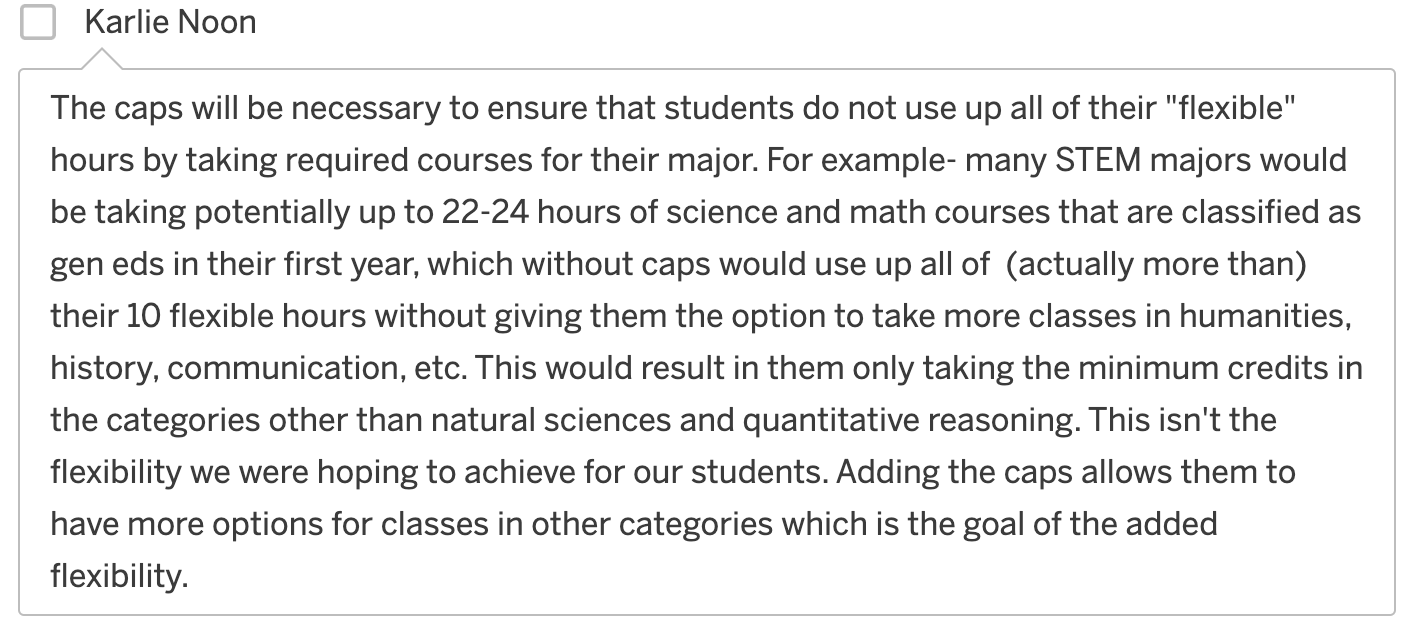 Karlie Noon
The caps will be necessary to ensure that students do not use up all of their "flexible"
hours by taking required courses for their major. For example- many STEM majors would
be taking potentially up to 22-24 hours of science and math courses that are classified as
gen eds in their first year, which without caps would use up all of  (actually more than)
their 10 flexible hours without giving them the option to take more classes in humanities,
history, communication, etc. This would result in them only taking the minimum credits in
the categories other than natural sciences and quantitative reasoning. This isn't the
flexibility we were hoping to achieve for our students. Adding the caps allows them to
have more options for classes in other categories which is the goal of the added
flexibility.